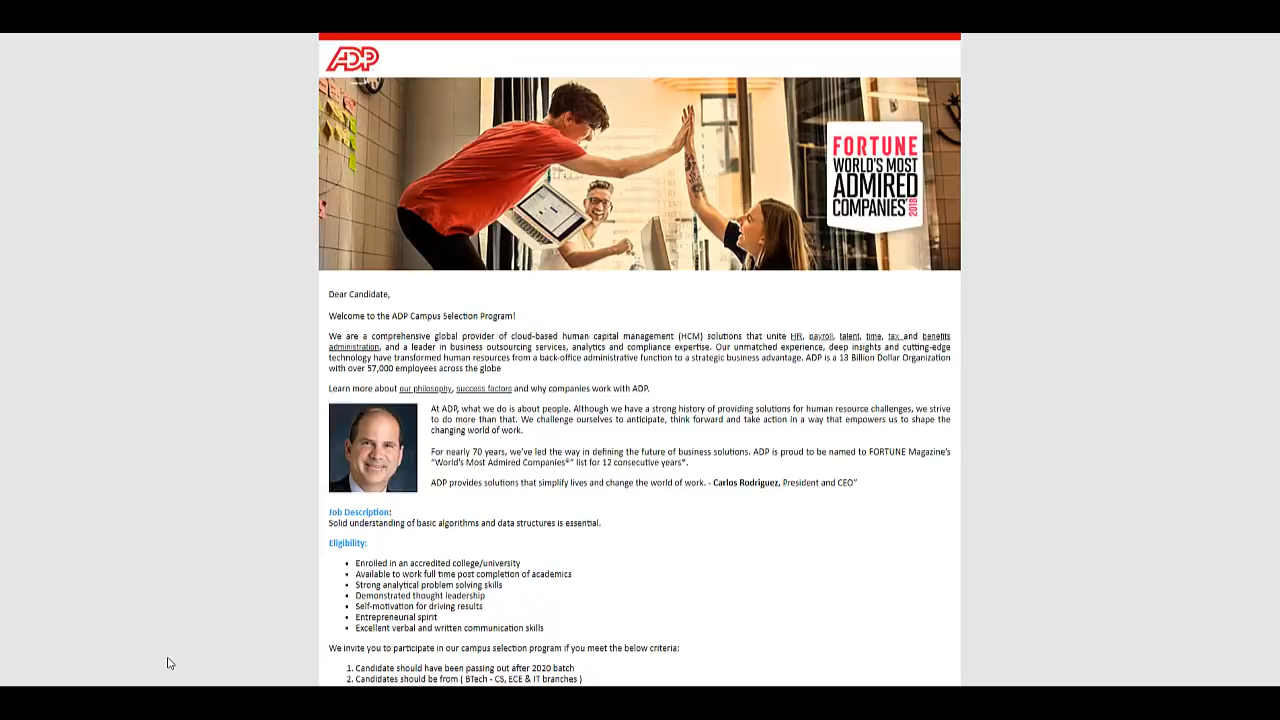 ADP
FORTUNE
WORLD'S MOST
ADMIRED
COMPANIES' 2018
Dear Candidate,
Welcome to the ADP Campus Selection Program!
We are a comprehensive global provider of cloud-based human capital management (HCM) solutions that unite HR, payroll, talent, time, tax and benefits
administration, and a leader in business outsourcing services, analytics and compliance expertise. Our unmatched experience, deep insights and cutting-edge
technology have transformed human resources from a back-office administrative function to a strategic business advantage. ADP is a 13 Billion Dollar Organization
with over 57,000 employees across the globe
Learn more about our philosophy, success factors and why companies work with ADP.
At ADP, what we do is about people. Although we have a strong history of providing solutions for human resource challenges, we strive
to do more than that. We challenge ourselves to anticipate, think forward and take action in a way that empowers us to shape the
changing world of work.
For nearly 70 years, we've led the way in defining the future of business solutions. ADP is proud to be named to FORTUNE Magazine's
"World's Most Admired Companies®" list for 12 consecutive years".
ADP provides solutions that simplify lives and change the world of work. - Carlos Rodriguez, President and CEO"
Job Description:
Solid understanding of basic algorithms and data structures is essential.
Eligibility:
• Enrolled in an accredited college/university
• Available to work full time post completion of academics
• Strong analytical problem solving skills
• Demonstrated thought leadership
• Self-motivation for driving results
• Entrepreneurial spirit
• Excellent verbal and written communication skills
We invite you to participate in our campus selection program if you meet the below criteria:
1. Candidate should have been passing out after 2020 batch
2. Candidates should be from ( BTech - CS, ECE & IT branches )